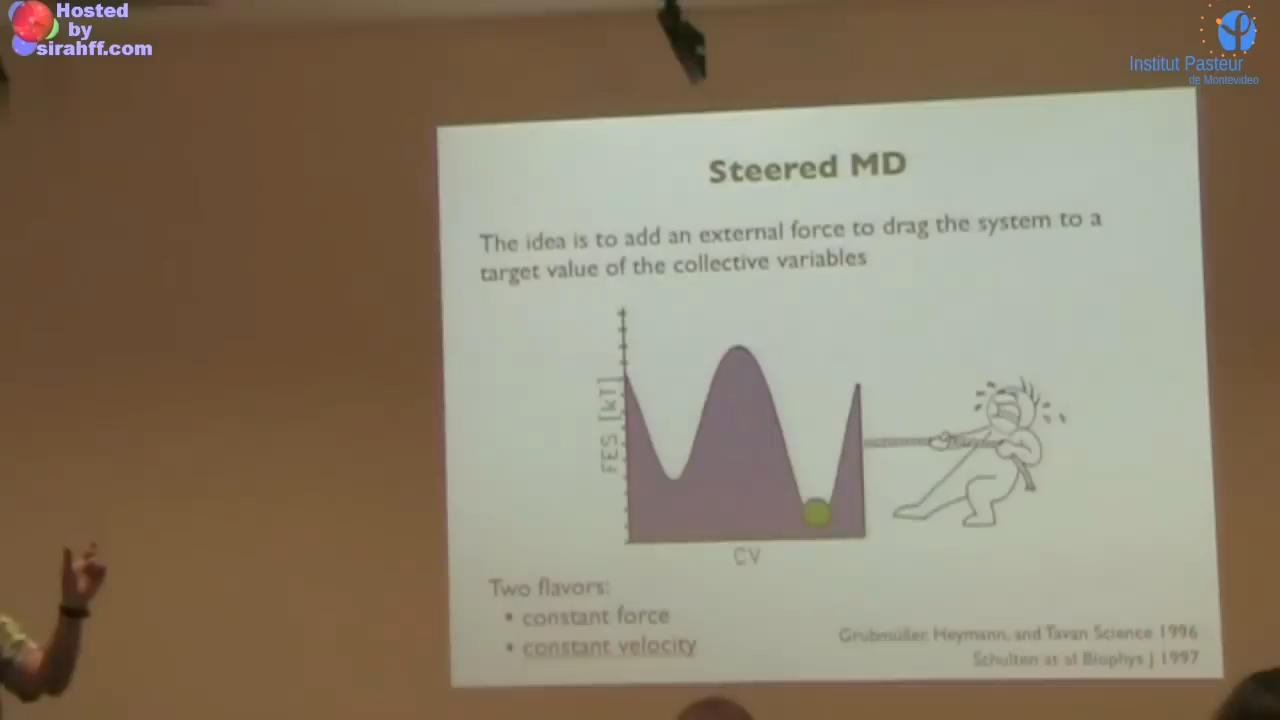 Hosted
by
sirahff.com
Institut Pasteur
de Montevideo
Steered MD
The idea is to add an external force to drag the system to a
target value of the collective variables
FES [kT]
CV
Two flavors:
• constant force
• constant velocity
Grubmüller, Heymann, and Tavan Science 1996
Schulten at al Biophys J 1997